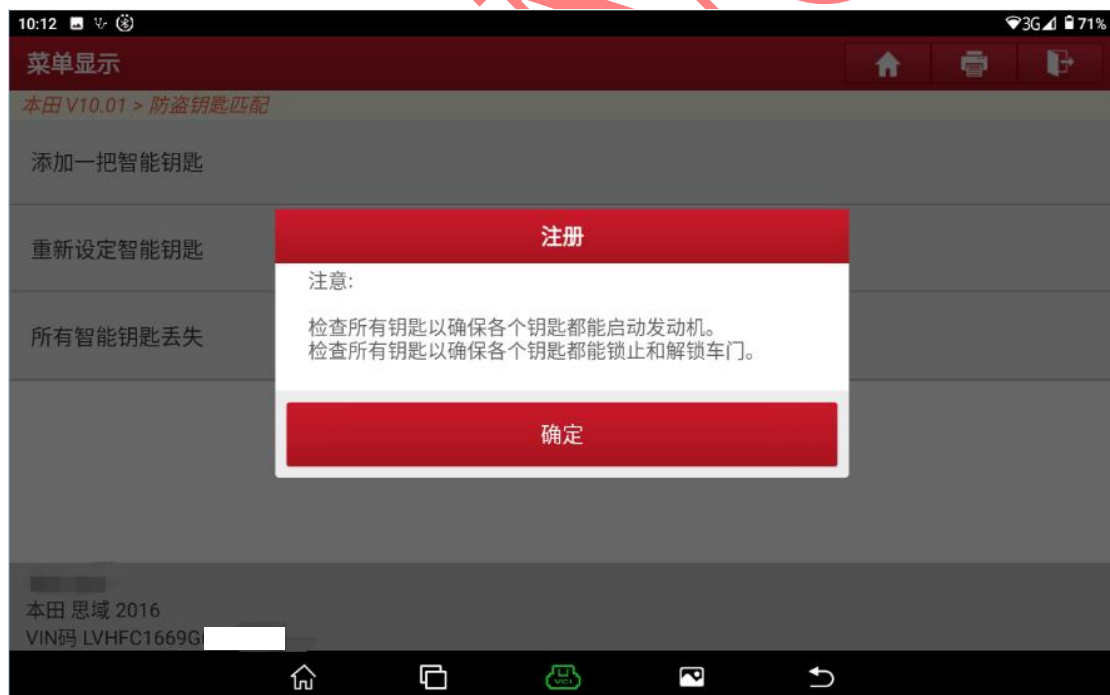 10:12
3G
71%
菜单显示
本田 V10.01 > 防盗钥匙匹配
添加一把智能钥匙
重新设定智能钥匙
所有智能钥匙丢失
注册
注意:
检查所有钥匙以确保各个钥匙都能启动发动机。
检查所有钥匙以确保各个钥匙都能锁止和解锁车门。
确定
本田 思域 2016
VIN码 LVHFC1669G
VCI